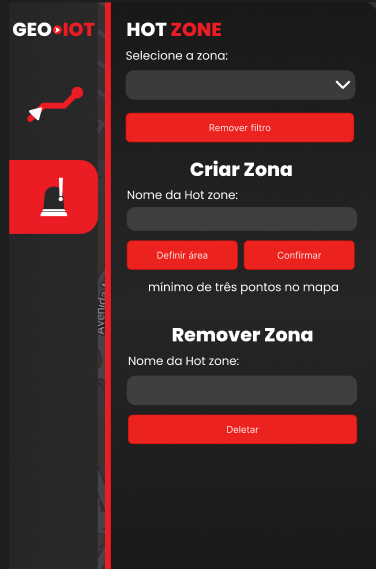 GEO IOT
HOT ZONE
Selecione a zona:
Remover filtro
Criar Zona
Nome da Hot zone:
Definir área
Confirmar
mínimo de três pontos no mapa
Avenida
Remover Zona
Nome da Hot zone:
Deletar